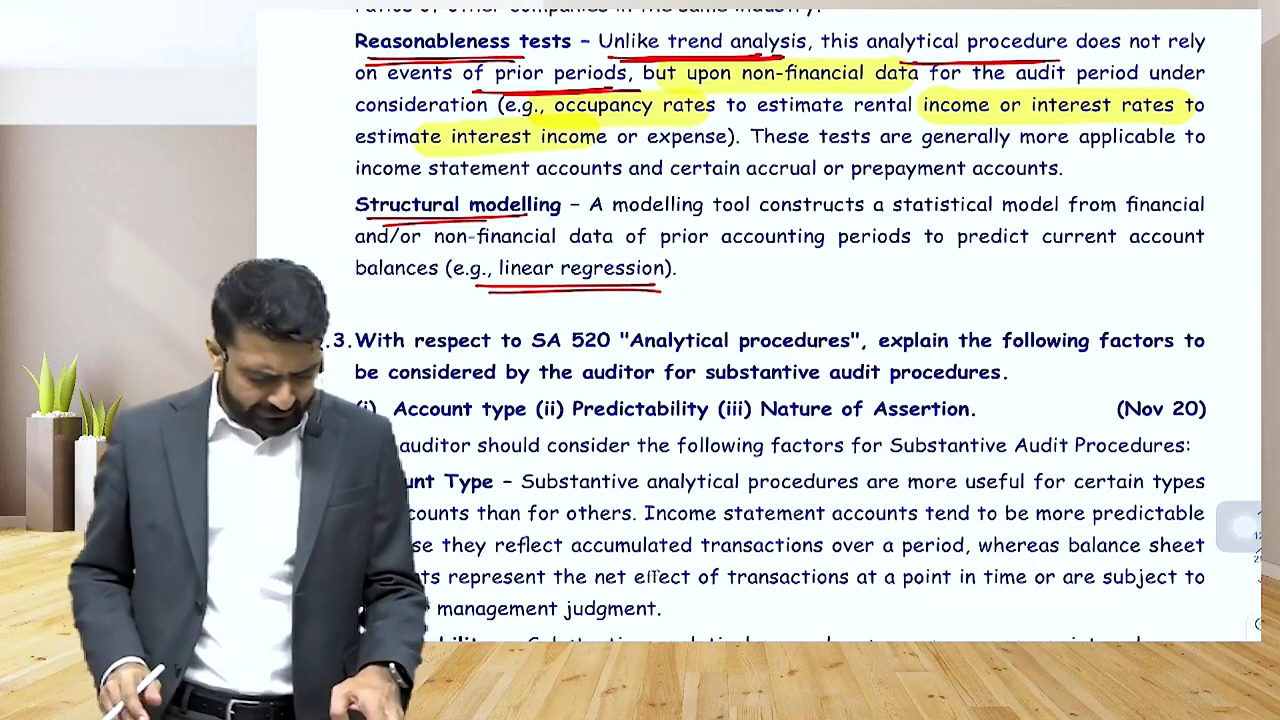 Reasonableness tests – Unlike trend analysis, this analytical procedure does not rely
on events of prior periods, but upon non-financial data for the audit period under
consideration (e.g., occupancy rates to estimate rental income or interest rates to
estimate interest income or expense). These tests are generally more applicable to
income statement accounts and certain accrual or prepayment accounts.
Structural modelling – A modelling tool constructs a statistical model from financial
and/or non-financial data of prior accounting periods to predict current account
balances (e.g., linear regression).
.3. With respect to SA 520 "Analytical procedures", explain the following factors to
be considered by the auditor for substantive audit procedures.
(i) Account type (ii) Predictability (iii) Nature of Assertion. (Nov 20)
auditor should consider the following factors for Substantive Audit Procedures:
unt Type – Substantive analytical procedures are more useful for certain types
counts than for others. Income statement accounts tend to be more predictable
se they reflect accumulated transactions over a period, whereas balance sheet
ts represent the net effect of transactions at a point in time or are subject to
management judgment.